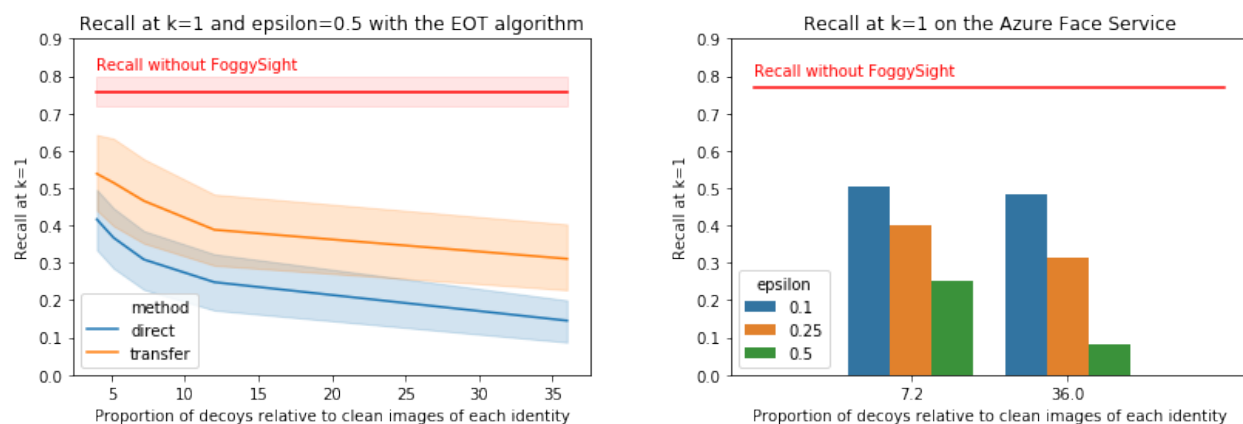 Recall at k=1 and epsilon=0.5 with the EOT algorithm
0.9
0.8
0.7
0.6
0.5
0.4
0.3
0.2
0.1
0.0
Recall at k=1
Recall without FoggySight
method
direct
transfer
5 10 15 20 25 30 35
Proportion of decoys relative to clean images of each identity
Recall at k=1 on the Azure Face Service
0.9
0.8
0.7
0.6
0.5
0.4
0.3
0.2
0.1
0.0
Recall at k=1
Recall without FoggySight
epsilon
0.1
0.25
0.5
7.2 36.0
Proportion of decoys relative to clean images of each identity